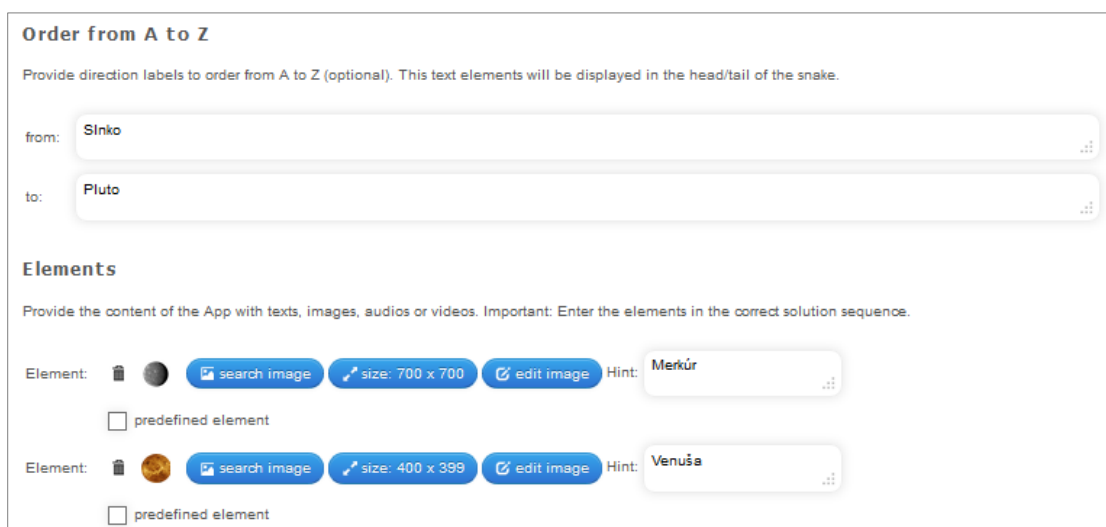 Order from A to Z
Provide direction labels to order from A to Z (optional). This text elements will be displayed in the head/tail of the snake.
from: Slnko
to: Pluto
Elements
Provide the content of the App with texts, images, audios or videos. Important: Enter the elements in the correct solution sequence.
Element: search image size: 700 x 700 edit image Hint: Merkúr
predefined element
Element: search image size: 400 x 399 edit image Hint: Venuša
predefined element